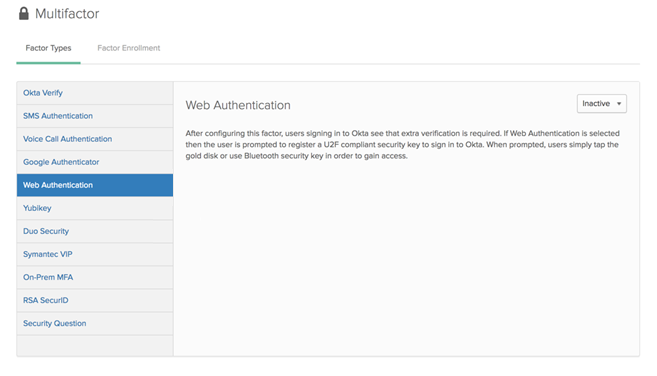 Multifactor
Factor Types
Factor Enrollment
Okta Verify
SMS Authentication
Voice Call Authentication
Google Authenticator
Web Authentication
Yubikey
Duo Security
Symantec VIP
On-Prem MFA
RSA SecurID
Security Question
Web Authentication
Inactive
After configuring this factor, users signing in to Okta see that extra verification is required. If Web Authentication is selected
then the user is prompted to register a U2F compliant security key to sign in to Okta. When prompted, users simply tap the
gold disk or use Bluetooth security key in order to gain access.